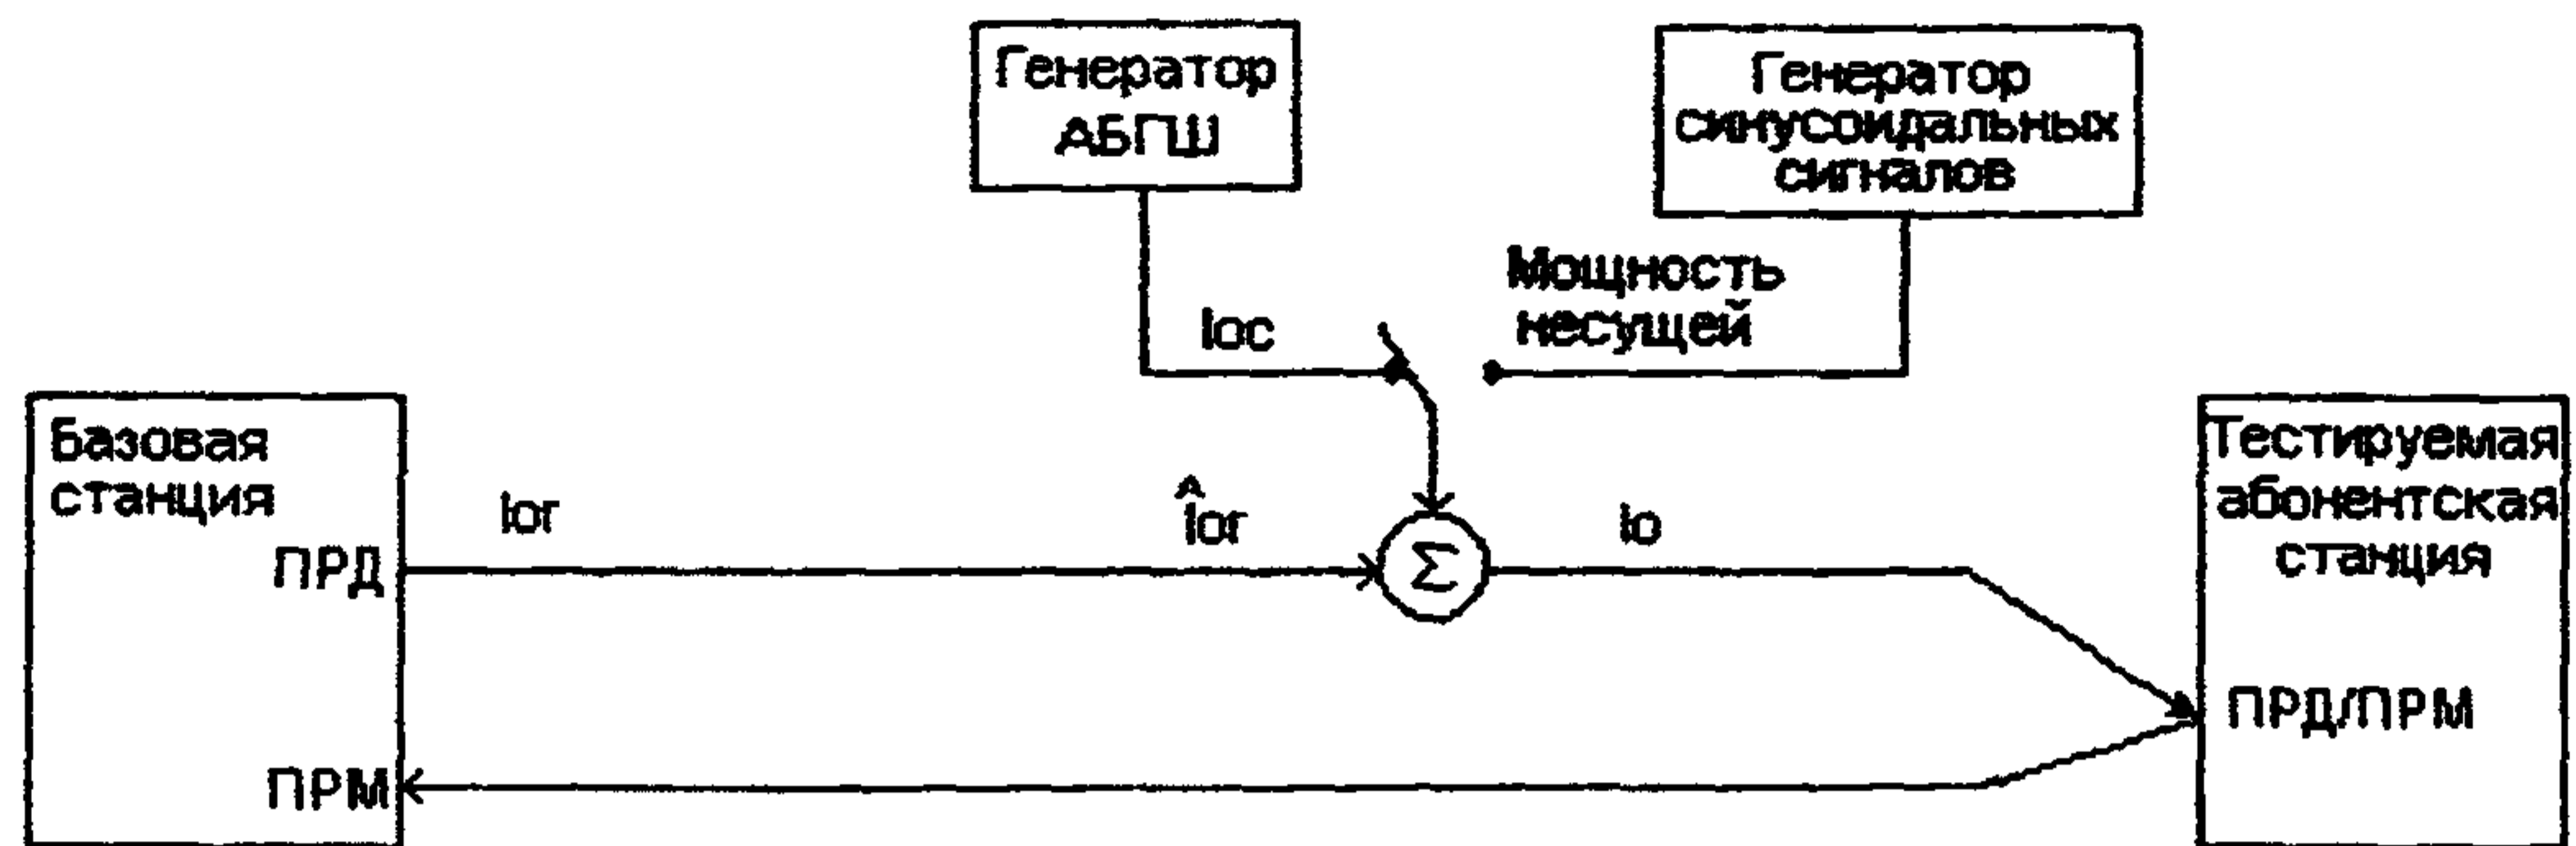 Генератор
АБГШ
Генератор
синусоидальных
сигналов
Мощность
несущей
Ioc
Базовая
станция
Ior
Îor
Io
ПРД
ПРМ
Тестируемая
абонентская
станция
ПРД/ПРМ
Σ